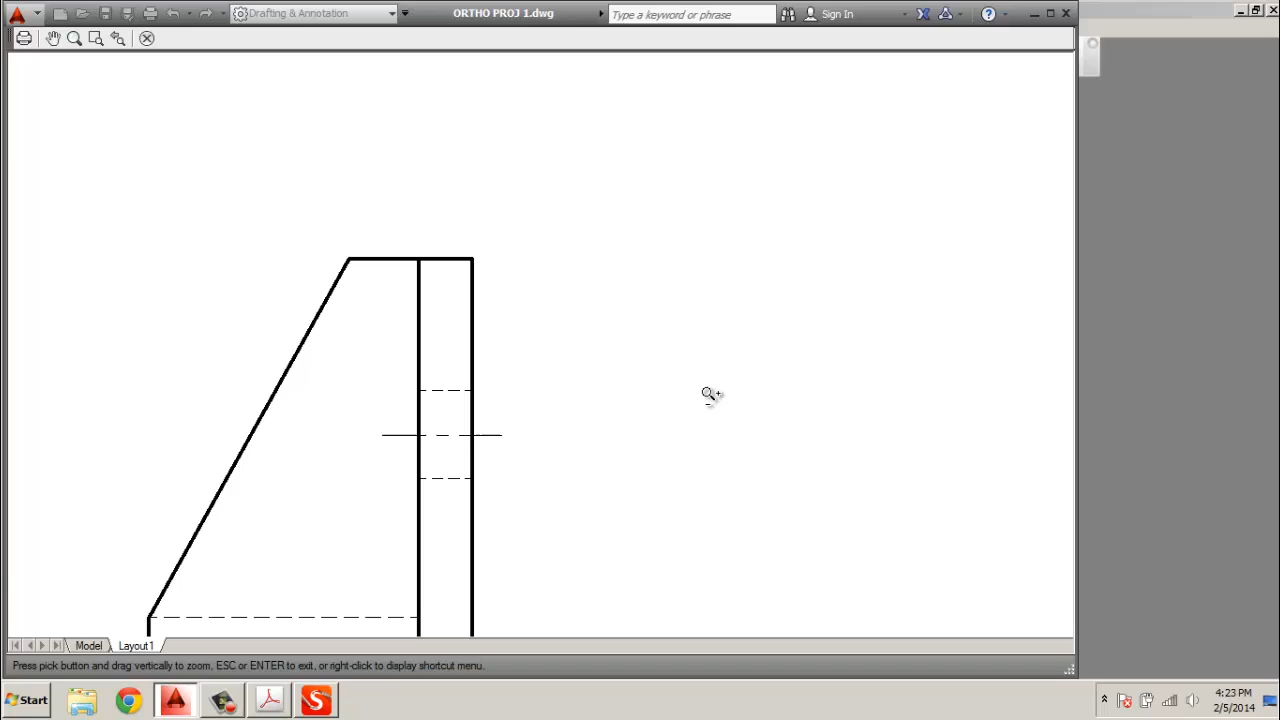 Drafting & Annotation
ORTHO PROJ 1.dwg
Type a keyword or phrase
Sign In
Model
Layout1
Press pick button and drag vertically to zoom, ESC or ENTER to exit, or right-click to display shortcut menu.
Start
4:23 PM
2/5/2014